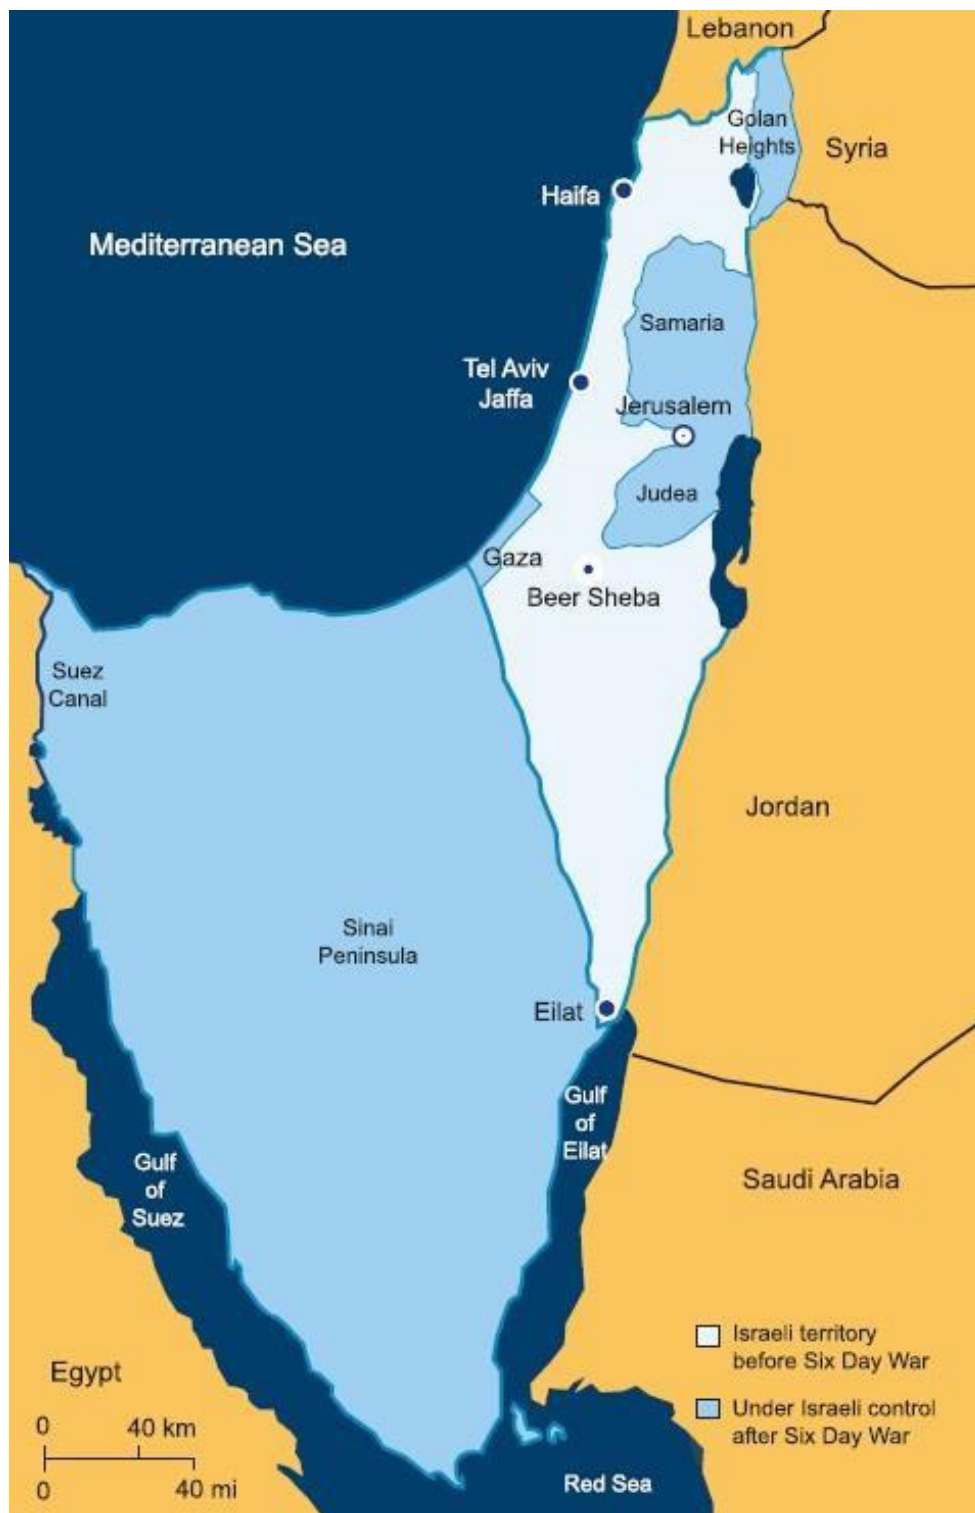 Lebanon
Golan
Heights
Syria
Haifa
Mediterranean Sea
Samaria
Tel Aviv
Jaffa
Jerusalem
Judea
Gaza
Beer Sheba
Suez
Canal
Jordan
Sinai
Peninsula
Eilat
Gulf
of
Eilat
Gulf
of
Suez
Saudi Arabia
Israeli territory
before Six Day War
Egypt
Under Israeli control
after Six Day War
0 40 km
0 40 mi
Red Sea